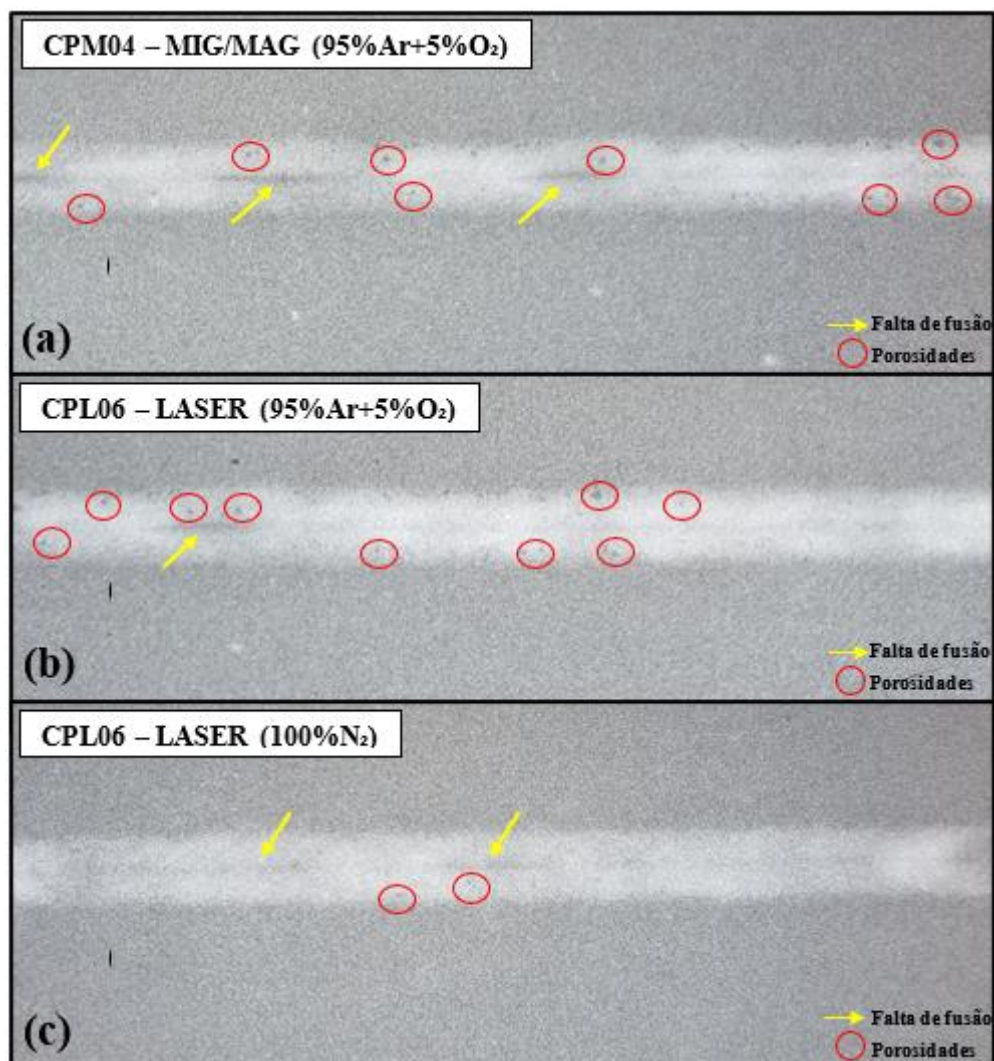 CPM04 – MIG/MAG (95%Ar+5%O₂)
Falta de fusão
(a)
Porosidades
CPL06 – LASER (95%Ar+5%O₂)
Falta de fusão
(b)
Porosidades
CPL06 – LASER (100%N₂)
Falta de fusão
(c)
Porosidades